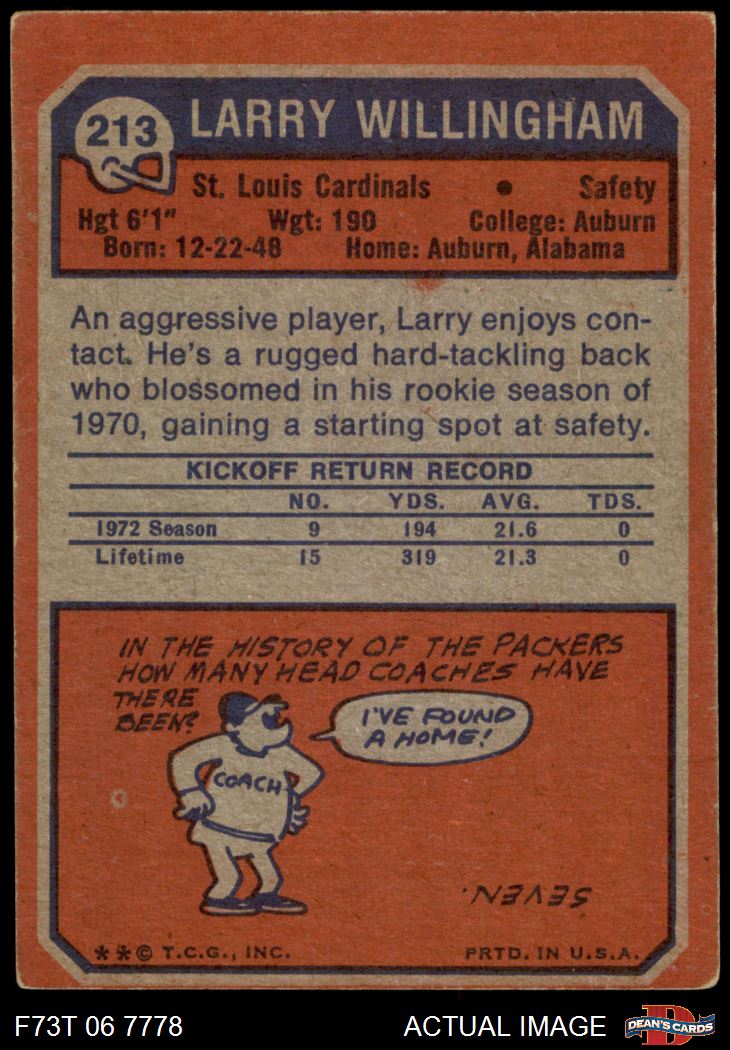 213
LARRY WILLINGHAM
St. Louis Cardinals • Safety
Hgt 6'1" Wgt: 190 College: Auburn
Born: 12-22-48 Home: Auburn, Alabama
An aggressive player, Larry enjoys con-
tact. He's a rugged hard-tackling back
who blossomed in his rookie season of
1970, gaining a starting spot at safety.
KICKOFF RETURN RECORD
NO. YDS. AVG. TDS.
1972 Season 9 194 21.6 0
Lifetime 15 319 21.3 0
IN THE HISTORY OF THE PACKERS
HOW MANY HEAD COACHES HAVE
THERE
BEEN?
I'VE FOUND
A HOME!
COACH
SEVEN.
**© T.C.G., INC. PRTD. IN U.S.A.
F73T 06 7778 ACTUAL IMAGE
D
DEAN'S CARDS